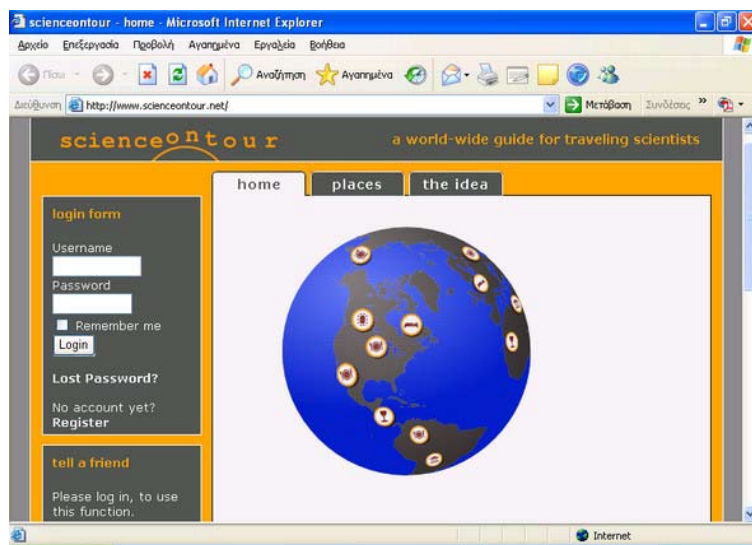 scienceontour - home - Microsoft Internet Explorer
Αρχείο Επεξεργασία Προβολή Αγαπημένα Εργαλεία Βοήθεια
Πίσω Αναζήτηση Αγαπημένα
Διεύθυνση http://www.scienceontour.net/ Μετάβαση Συνδέσεις »
scienceontour a world-wide guide for traveling scientists
home places the idea
login form
Username
Password
Remember me
Login
Lost Password?
No account yet?
Register
tell a friend
Please log in, to use
this function.
Internet